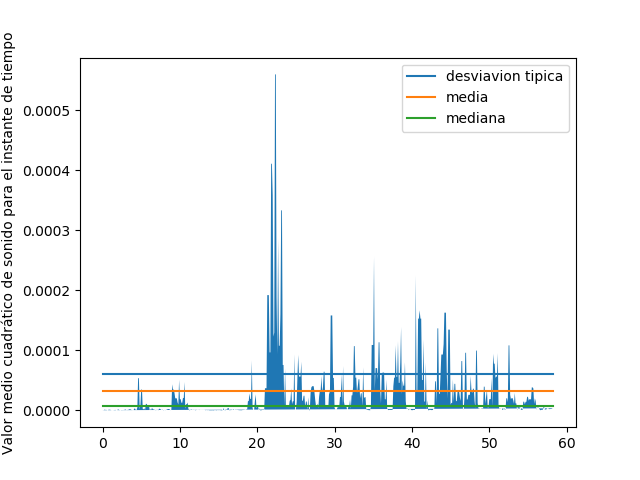 Valor medio cuadrático de sonido para el instante de tiempo
desviavion tipica
media
mediana
0.0005
0.0004
0.0003
0.0002
0.0001
0.0000
0 10 20 30 40 50 60